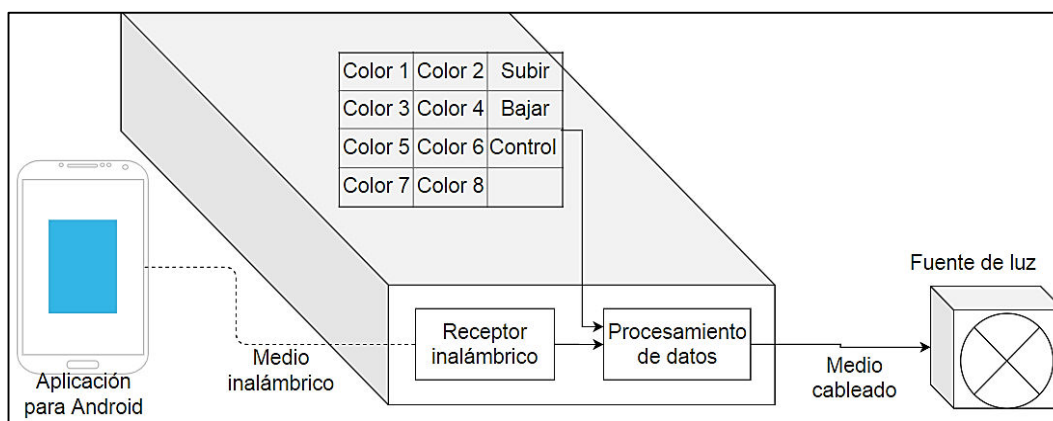 Color 1 Color 2 Subir
Color 3 Color 4 Bajar
Color 5 Color 6 Control
Color 7 Color 8
Fuente de luz
Receptor
inalámbrico
Procesamiento
de datos
Medio
inalámbrico
Medio
cableado
Aplicación
para Android